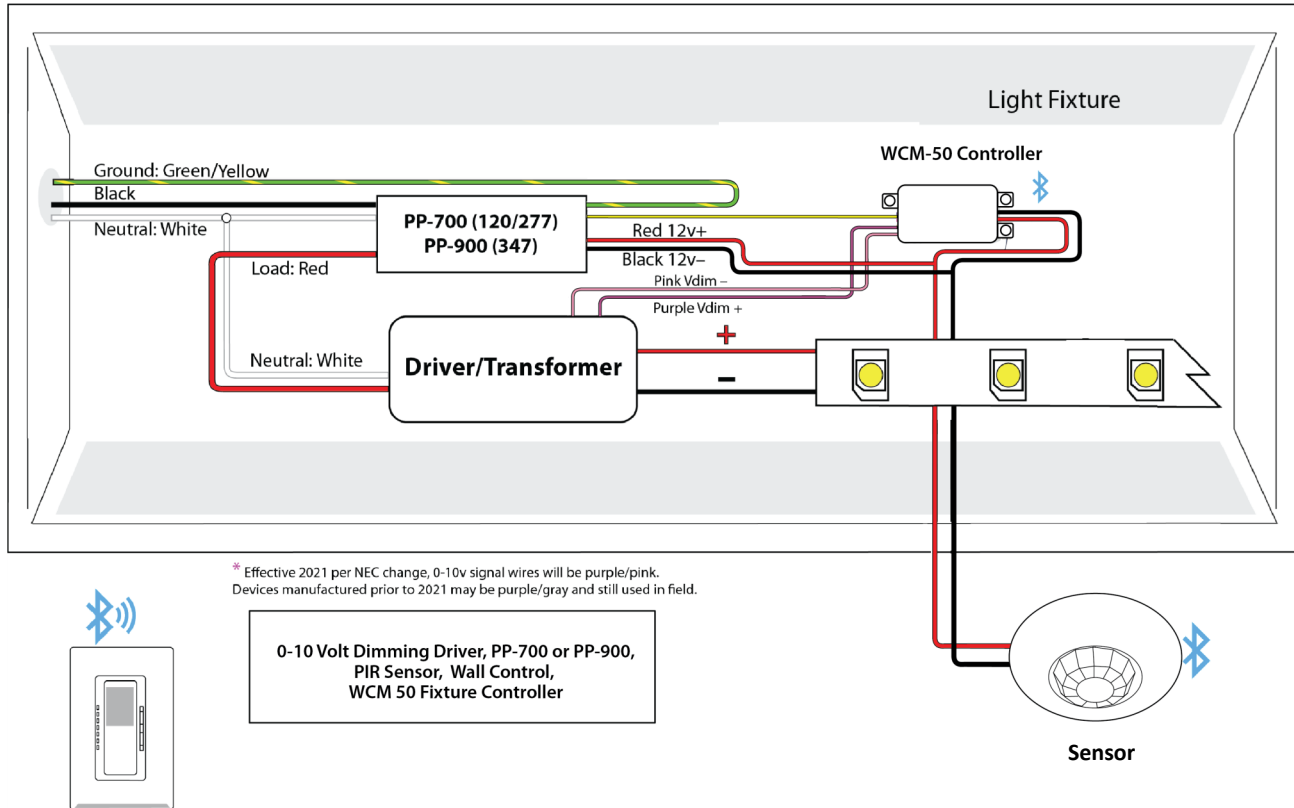 Light Fixture
WCM-50 Controller
Ground: Green/Yellow
Black
Neutral: White
PP-700 (120/277)
PP-900 (347)
Red 12v+
Black 12v–
Load: Red
Pink Vdim –
Purple Vdim +
+
–
Neutral: White
Driver/Transformer
* Effective 2021 per NEC change, 0-10v signal wires will be purple/pink.
Devices manufactured prior to 2021 may be purple/gray and still used in field.
0-10 Volt Dimming Driver, PP-700 or PP-900,
PIR Sensor, Wall Control,
WCM 50 Fixture Controller
Sensor